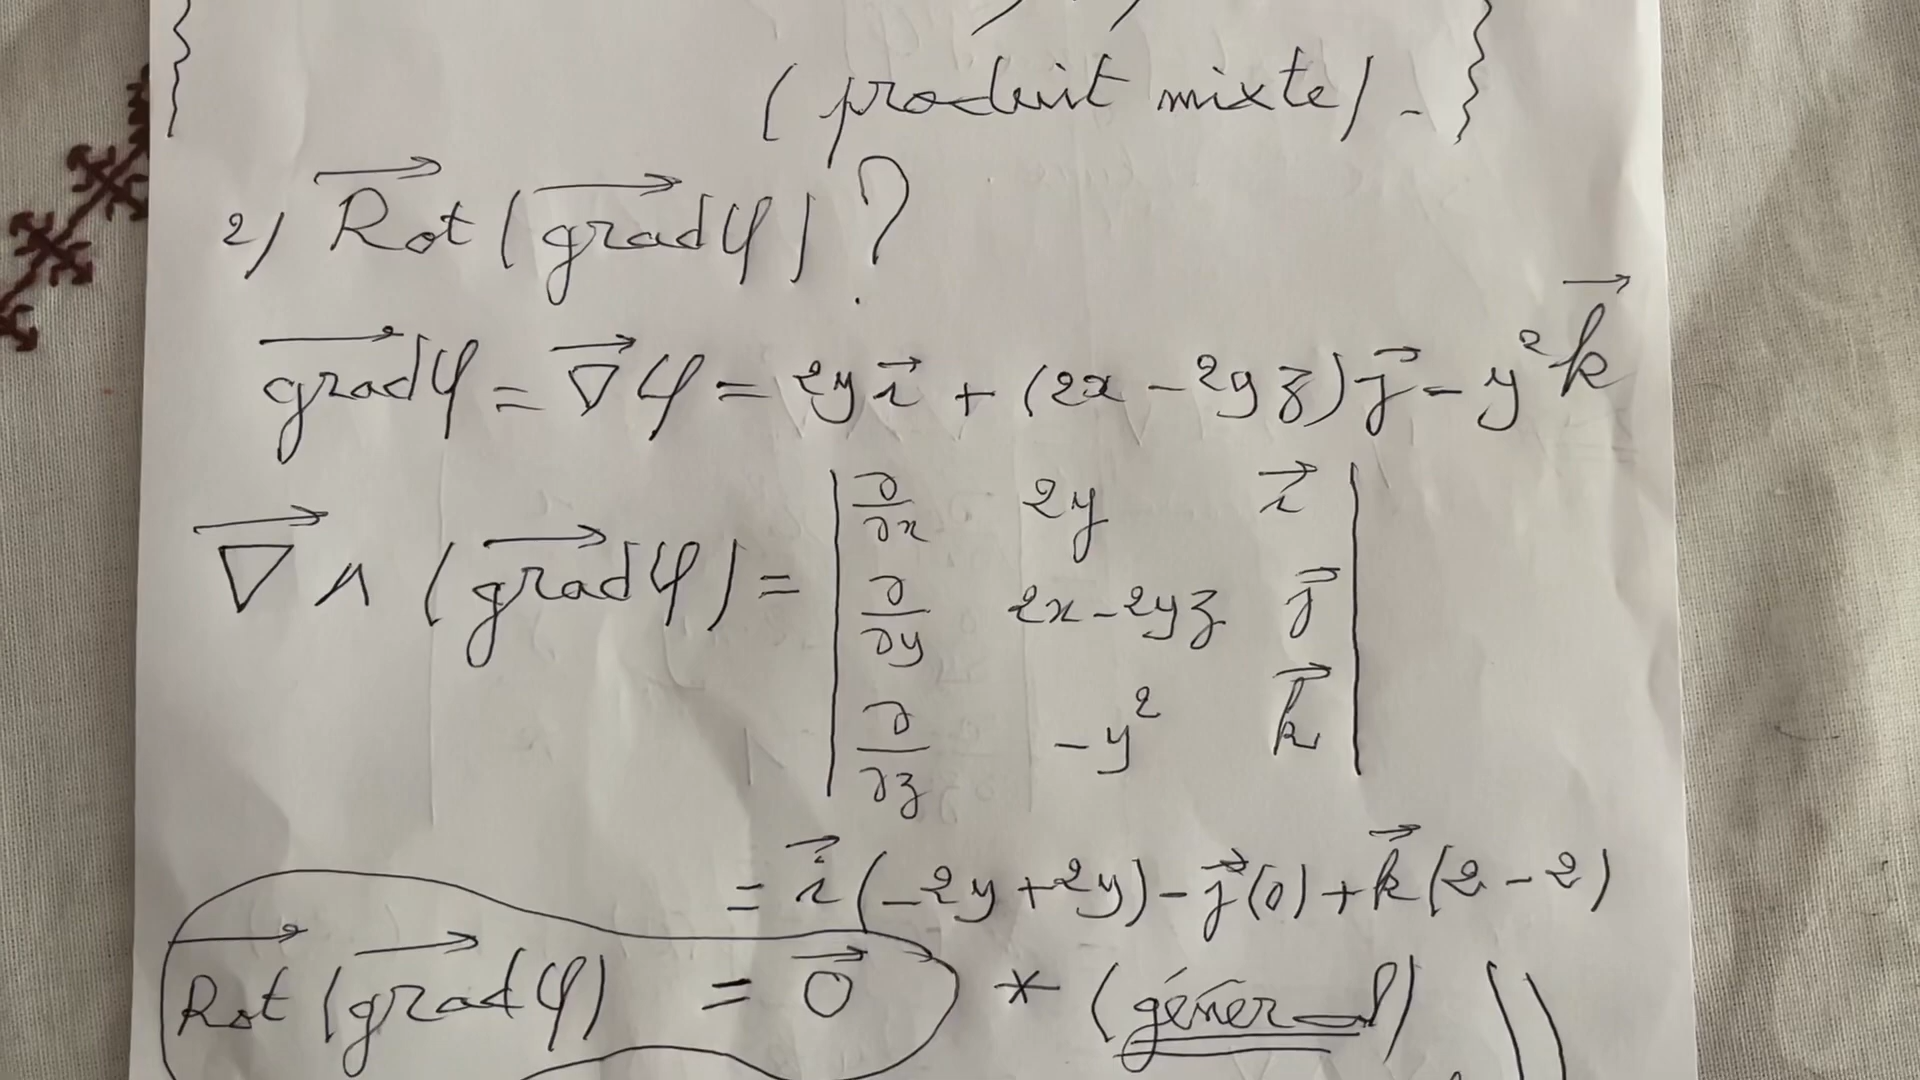 (produit mixte).
2) Rot⃗ (grad⃗ φ) ?
grad⃗ φ = ∇⃗ φ = 2y i⃗ + (2x - 2yz) j⃗ - y² k⃗
∇⃗ ∧ (grad⃗ φ) = | ∂/∂x 2y i⃗ |
| ∂/∂y 2x - 2yz j⃗ |
| ∂/∂z -y² k⃗ |
= i⃗ (-2y + 2y) - j⃗ (0) + k⃗ (2 - 2)
Rot⃗ (grad⃗ φ) = 0⃗ * (géneral)